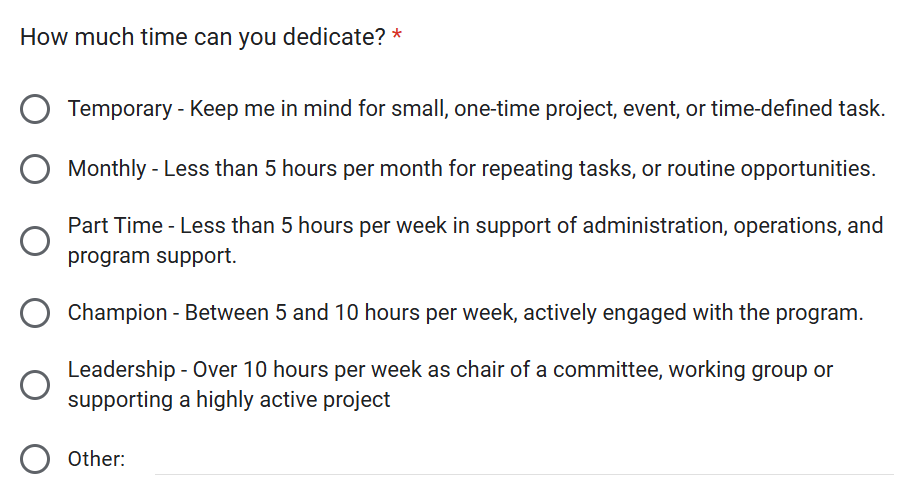 How much time can you dedicate? *
Temporary - Keep me in mind for small, one-time project, event, or time-defined task.
Monthly - Less than 5 hours per month for repeating tasks, or routine opportunities.
Part Time - Less than 5 hours per week in support of administration, operations, and
program support.
Champion - Between 5 and 10 hours per week, actively engaged with the program.
Leadership - Over 10 hours per week as chair of a committee, working group or
supporting a highly active project
Other: